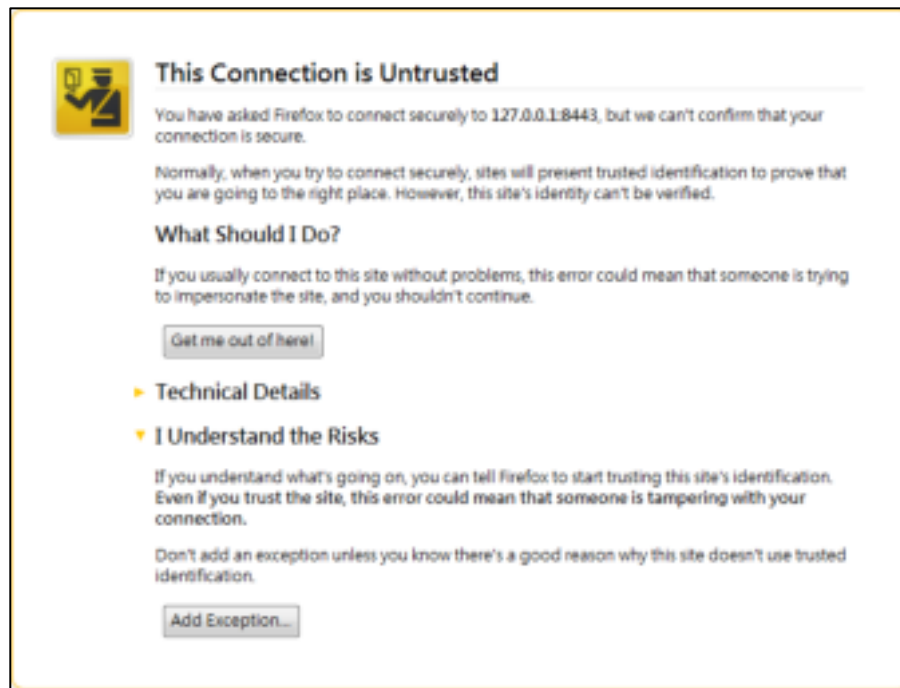 This Connection is Untrusted
You have asked Firefox to connect securely to 127.0.0.1:8443, but we can't confirm that your
connection is secure.
Normally, when you try to connect securely, sites will present trusted identification to prove that
you are going to the right place. However, this site's identity can't be verified.
What Should I Do?
If you usually connect to this site without problems, this error could mean that someone is trying
to impersonate the site, and you shouldn't continue.
Get me out of here!
Technical Details
I Understand the Risks
If you understand what's going on, you can tell Firefox to start trusting this site's identification.
Even if you trust the site, this error could mean that someone is tampering with your
connection.
Don't add an exception unless you know there's a good reason why this site doesn't use trusted
identification.
Add Exception...